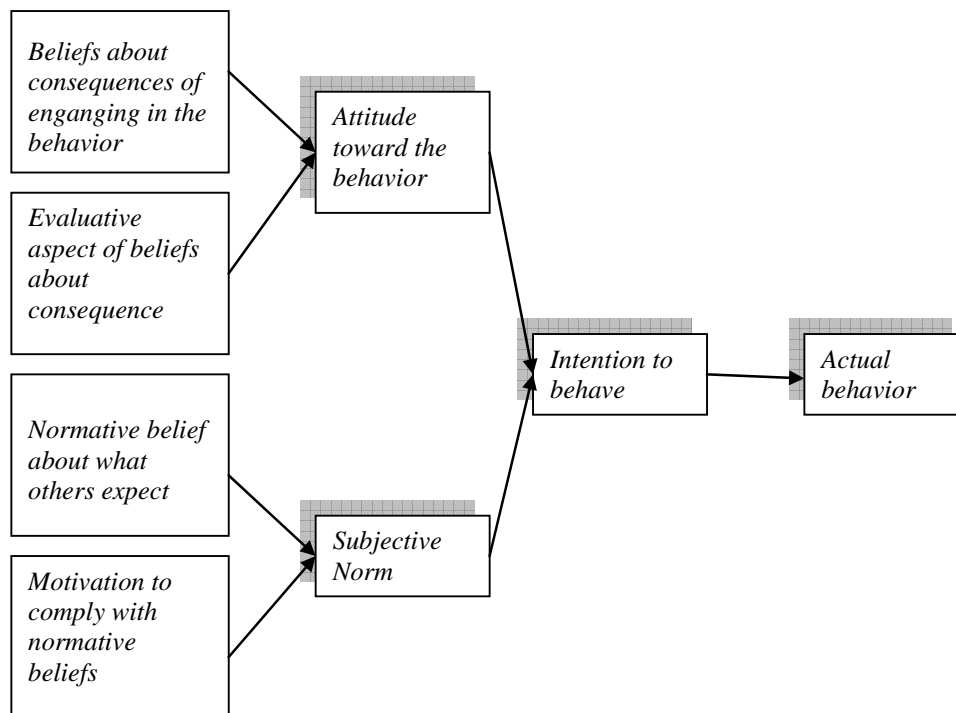 Beliefs about
consequences of
enganging in the
behavior
Evaluative
aspect of beliefs
about
consequence
Normative belief
about what
others expect
Motivation to
comply with
normative
beliefs
Attitude
toward the
behavior
Subjective
Norm
Intention to
behave
Actual
behavior